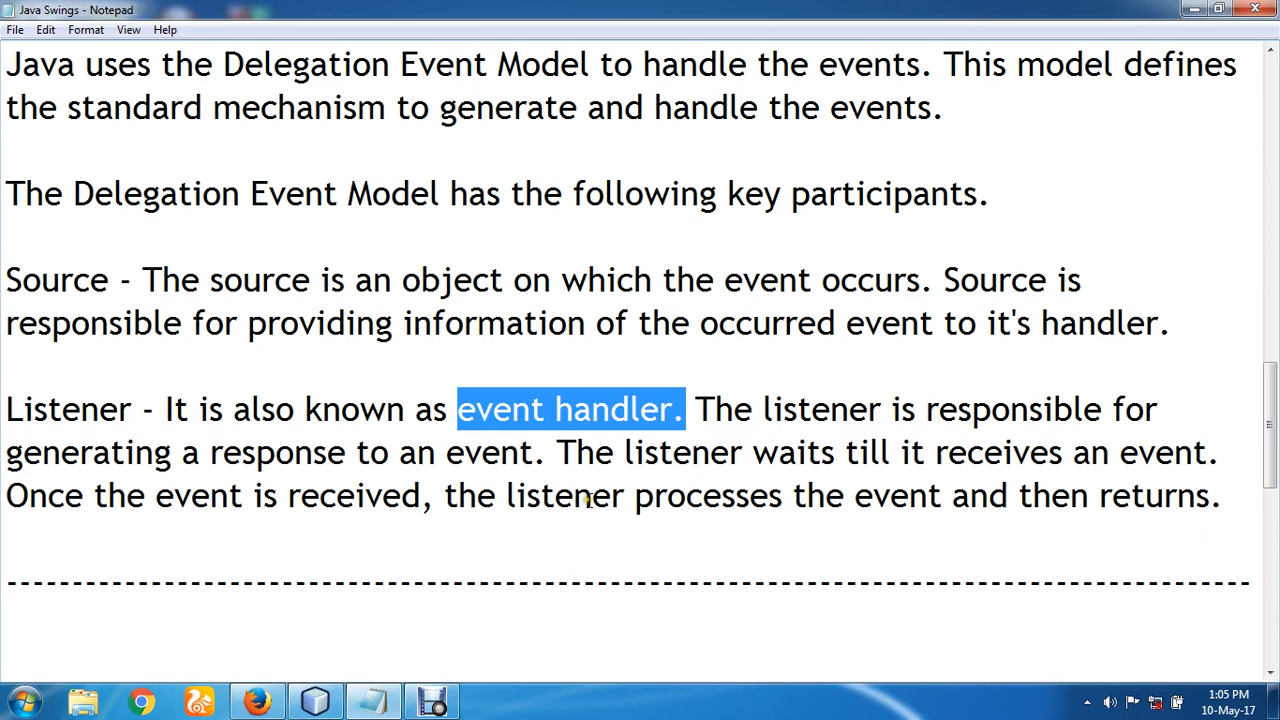 Java Swings - Notepad
File Edit Format View Help
Java uses the Delegation Event Model to handle the events. This model defines
the standard mechanism to generate and handle the events.
The Delegation Event Model has the following key participants.
Source - The source is an object on which the event occurs. Source is
responsible for providing information of the occurred event to it's handler.
Listener - It is also known as event handler. The listener is responsible for
generating a response to an event. The listener waits till it receives an event.
Once the event is received, the listener processes the event and then returns.
----------------------------------------------------------------------------------------------
1:05 PM
10-May-17